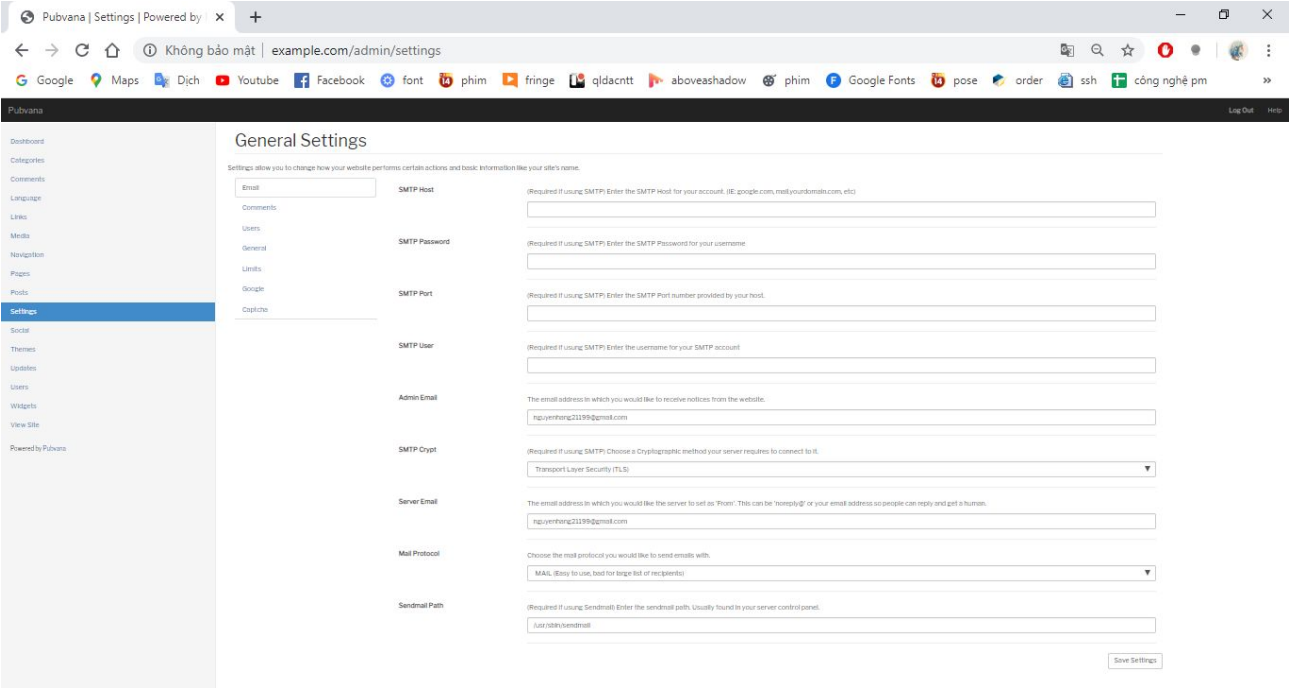 Pubvana | Settings | Powered by
Không bảo mật | example.com/admin/settings
Google Maps Dịch Youtube Facebook font phim fringe qldacntt aboveashadow phim Google Fonts pose order ssh công nghệ pm »
Pubvana Log Out Help
Dashboard
Categories
Comments
Language
Links
Media
Navigation
Pages
Posts
Settings
Social
Themes
Updates
Users
Widgets
View Site
Powered by Pubvana
General Settings
Settings allow you to change how your website performs certain actions and basic information like your site's name.
Email
Comments
Users
General
Limits
Google
Captcha
SMTP Host
(Required if using SMTP) Enter the SMTP Host for your account. (IE: google.com, mail.yourdomain.com, etc)
SMTP Password
(Required if using SMTP) Enter the SMTP Password for your username
SMTP Port
(Required if using SMTP) Enter the SMTP Port number provided by your host.
SMTP User
(Required if using SMTP) Enter the username for your SMTP account
Admin Email
The email address in which you would like to receive notices from the website.
nguyenhang21199@gmail.com
SMTP Crypt
(Required if using SMTP) Choose a Cryptographic method your server requires to connect to it.
Transport Layer Security (TLS)
Server Email
The email address in which you would like the server to set as 'From'. This can be 'noreply@' or your email address so people can reply and get a human.
nguyenhang21199@gmail.com
Mail Protocol
Choose the mail protocol you would like to send emails with.
MAIL (Easy to use, bad for large list of recipients)
Sendmail Path
(Required if using Sendmail) Enter the sendmail path. Usually found in your server control panel.
/usr/sbin/sendmail
Save Settings